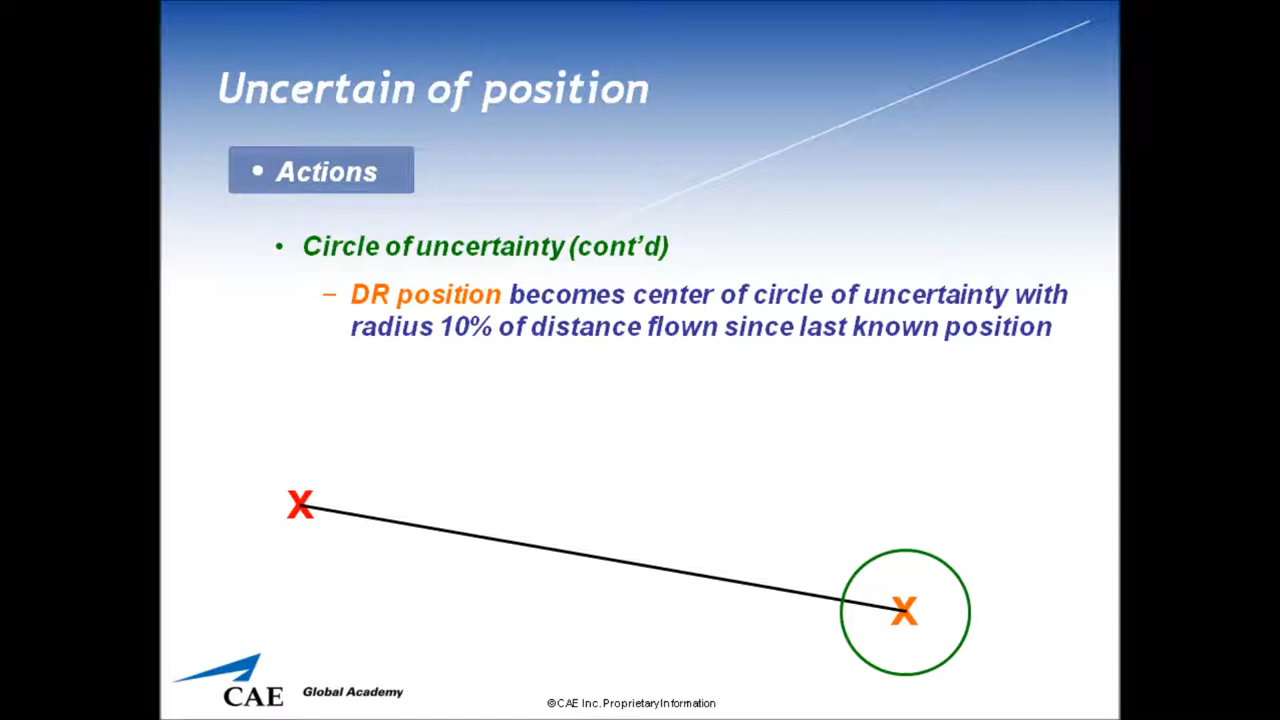 Uncertain of position
• Actions
• Circle of uncertainty (cont'd)
– DR position becomes center of circle of uncertainty with
radius 10% of distance flown since last known position
X
X
CAE Global Academy
© CAE Inc. Proprietary Information